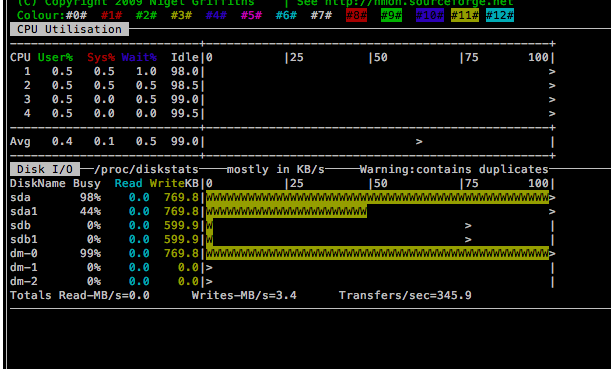 (C) Copyright 2009 Nigel Griffiths | See http://nmon.sourceforge.net
Colour:#0# #1# #2# #3# #4# #5# #6# #7# #8# #9# #10# #11# #12#
CPU Utilisation
CPU User% Sys% Wait% Idle|0 |25 |50 |75 100|
1 0.5 0.5 1.0 98.0| >
2 0.5 0.5 0.5 98.5| >
3 0.5 0.0 0.0 99.0| >
4 0.0 0.0 0.5 99.5| >
Avg 0.4 0.1 0.5 99.0| > |
Disk I/O /proc/diskstats mostly in KB/s Warning:contains duplicates
DiskName Busy Read WriteKB|0 |25 |50 |75 100|
sda 98% 0.0 769.8|WWWWWWWWWWWWWWWWWWWWWWWWWWWWWWWWWWWWWWWWWWWWWWWWW>
sda1 44% 0.0 769.8|WWWWWWWWWWWWWWWWWWWWWWW >
sdb 0% 0.0 599.9|W > |
sdb1 0% 0.0 599.9|W > |
dm-0 99% 0.0 769.8|WWWWWWWWWWWWWWWWWWWWWWWWWWWWWWWWWWWWWWWWWWWWWWWWW>
dm-1 0% 0.0 0.0|> |
dm-2 0% 0.0 0.0|> |
Totals Read-MB/s=0.0 Writes-MB/s=3.4 Transfers/sec=345.9